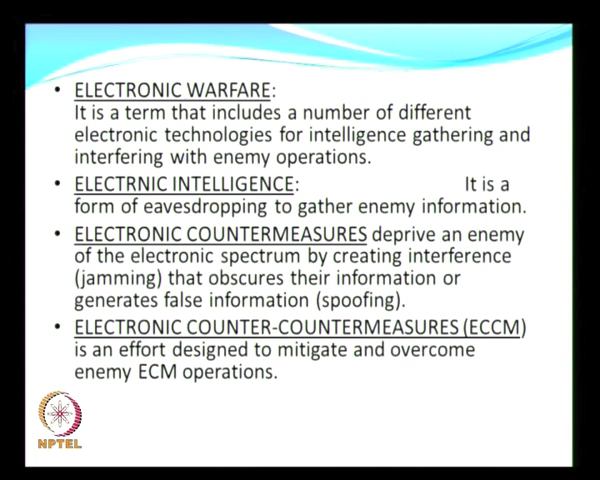 • ELECTRONIC WARFARE:
It is a term that includes a number of different
electronic technologies for intelligence gathering and
interfering with enemy operations.
• ELECTRNIC INTELLIGENCE: It is a
form of eavesdropping to gather enemy information.
• ELECTRONIC COUNTERMEASURES deprive an enemy
of the electronic spectrum by creating interference
(jamming) that obscures their information or
generates false information (spoofing).
• ELECTRONIC COUNTER-COUNTERMEASURES (ECCM)
is an effort designed to mitigate and overcome
enemy ECM operations.
NPTEL